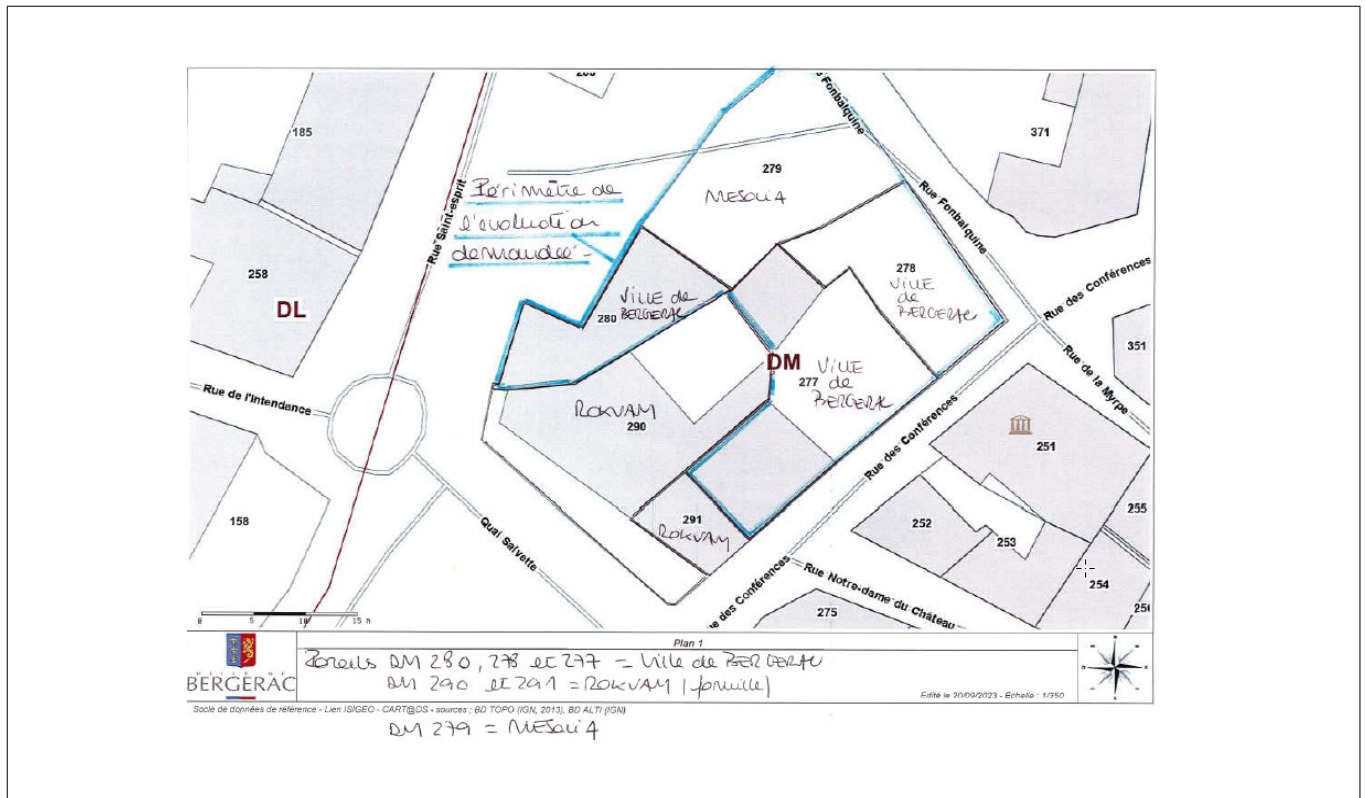 Fonbalquine
185
279
371
MESOLIA
Périmètre de
l'évolution
demandée
Rue Saint-esprit
Rue Fonbalquine
258
DL
278
VILLE
de
BERGERAC
Rue des Conférences
280
VILLE de
BERGERAC
DM
277
VILLE
de
BERGERAC
351
Rue de la Myrpe
Rue de l'Intendance
ROKVAM
290
Rue des Conférences
251
158
Quai Salvette
291
ROKVAM
252
253
255
254
e des Conférences
Rue Notre-dame du Château
275
0 5 10 15 m
Plan 1
DM 280, 278 et 277 = Ville de BERGERAC
DM 290 et 291 = ROKVAM (famille)
BERGERAC
Edité le 20/09/2023 - Echelle : 1/350
Socle de données de référence - Lien ISIGEO - CART@DS - sources : BD TOPO (IGN, 2013), BD ALTI (IGN)
DM 279 = MESOLIA